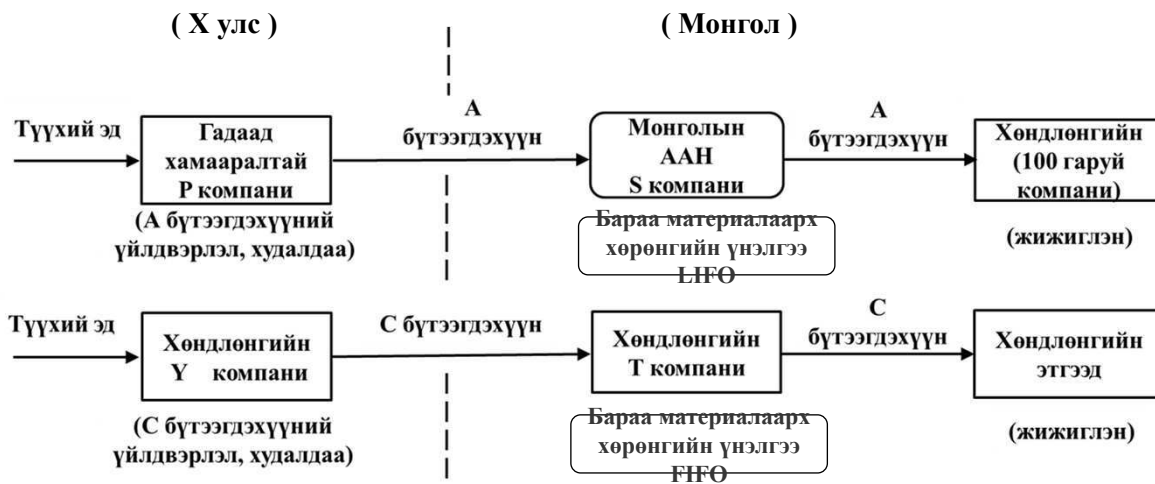 ( X улс )
( Монгол )
Түүхий эд
Гадаад
хамааралтай
P компани
(А бүтээгдэхүүний
үйлдвэрлэл, худалдаа)
А
бүтээгдэхүүн
Монголын
ААН
S компани
Бараа материалаарх
хөрөнгийн үнэлгээ
LIFO
А
бүтээгдэхүүн
Хөндлөнгийн
(100 гаруй
компани)
(жижиглэн)
Түүхий эд
Хөндлөнгийн
Y компани
(С бүтээгдэхүүний
үйлдвэрлэл, худалдаа)
С бүтээгдэхүүн
Хөндлөнгийн
Т компани
Бараа материалаарх
хөрөнгийн үнэлгээ
FIFO
С
бүтээгдэхүүн
Хөндлөнгийн
этгээд
(жижиглэн)